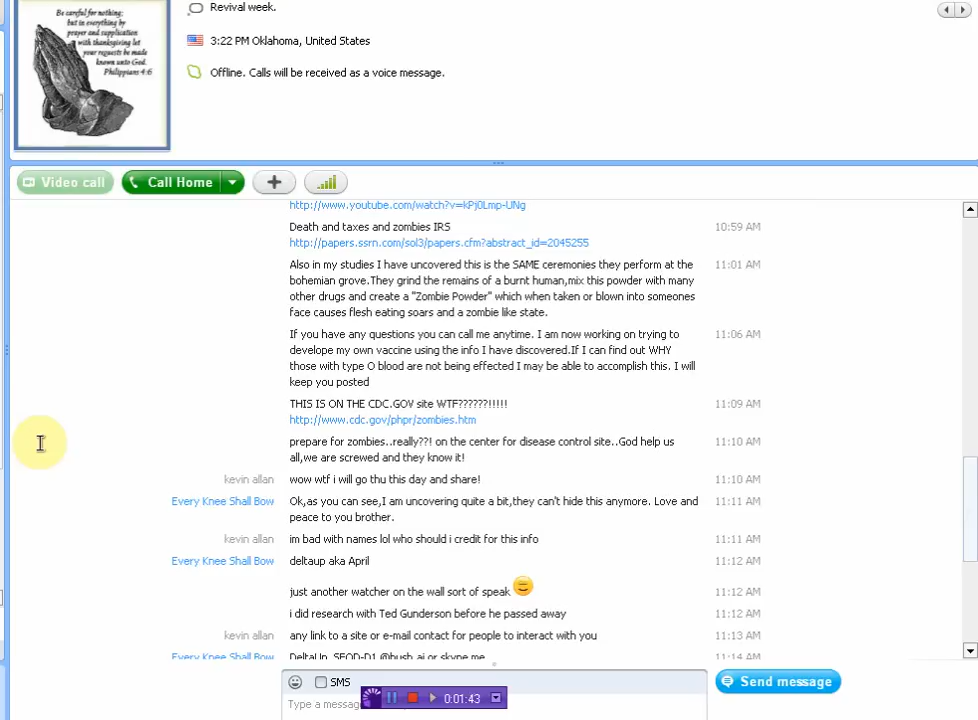 Be careful for nothing;
but in everything by
prayer and supplication
with thanksgiving let
your requests be made
known unto God.
Philippians 4:6
Revival week.
3:22 PM Oklahoma, United States
Offline. Calls will be received as a voice message.
Video call
Call Home
http://www.youtube.com/watch?v=kPj0Lmp-UNg
Death and taxes and zombies IRS 10:59 AM
http://papers.ssrn.com/sol3/papers.cfm?abstract_id=2045255
Also in my studies I have uncovered this is the SAME ceremonies they perform at the 11:01 AM
bohemian grove.They grind the remains of a burnt human,mix this powder with many
other drugs and create a "Zombie Powder" which when taken or blown into someones
face causes flesh eating soars and a zombie like state.
If you have any questions you can call me anytime. I am now working on trying to 11:06 AM
develope my own vaccine using the info I have discovered.If I can find out WHY
those with type O blood are not being effected I may be able to accomplish this. I will
keep you posted
THIS IS ON THE CDC.GOV site WTF??????!!!!! 11:09 AM
http://www.cdc.gov/phpr/zombies.htm
prepare for zombies..really??! on the center for disease control site..God help us 11:10 AM
all,we are screwed and they know it!
kevin allan wow wtf i will go thu this day and share! 11:10 AM
Every Knee Shall Bow Ok,as you can see,I am uncovering quite a bit,they can't hide this anymore. Love and 11:11 AM
peace to you brother.
kevin allan im bad with names lol who should i credit for this info 11:11 AM
Every Knee Shall Bow deltaup aka April 11:12 AM
just another watcher on the wall sort of speak 11:12 AM
i did research with Ted Gunderson before he passed away 11:12 AM
kevin allan any link to a site or e-mail contact for people to interact with you 11:13 AM
Every Knee Shall Bow 11:14 AM
SMS
Send message
Type a messag
0:01:43